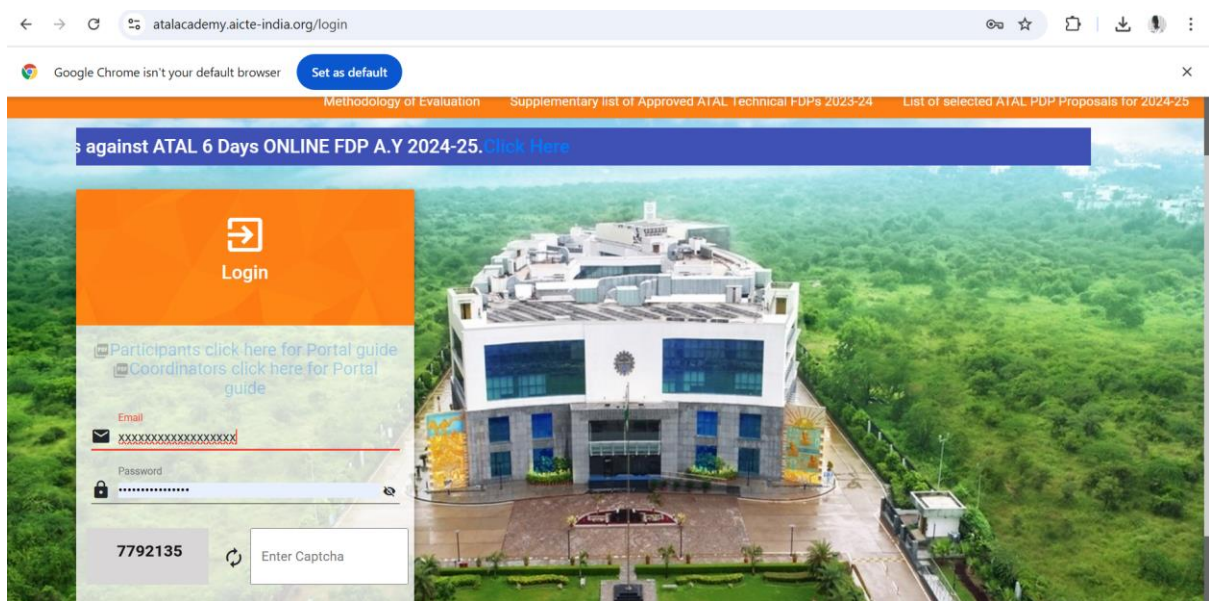 atalacademy.aicte-india.org/login
Google Chrome isn't your default browser Set as default
Methodology of Evaluation Supplementary list of Approved ATAL Technical FDPs 2023-24 List of selected ATAL PDP Proposals for 2024-25
s against ATAL 6 Days ONLINE FDP A.Y 2024-25.Click Here
Login
Participants click here for Portal guide
Coordinators click here for Portal
guide
Email
xxxxxxxxxxxxxxxxxx
Password
••••••••••••••••
7792135 Enter Captcha